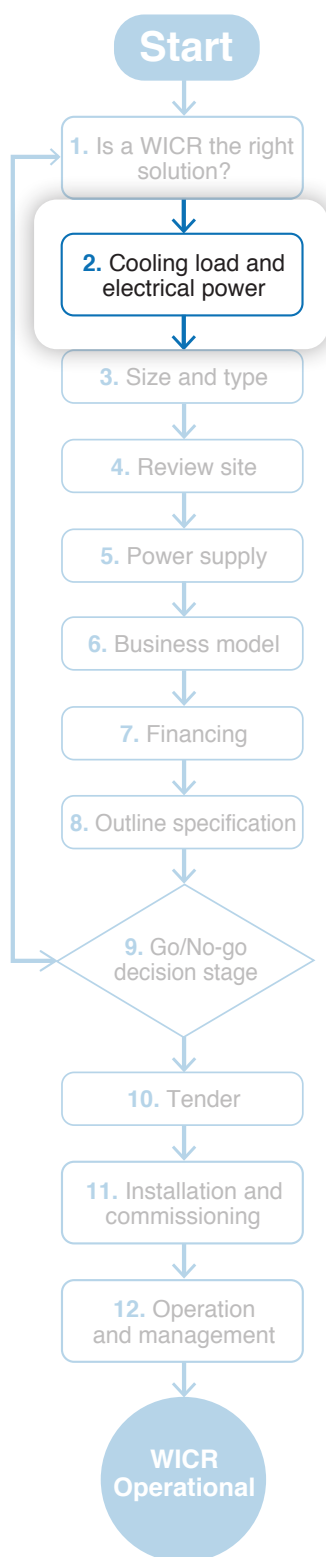 Start
1. Is a WICR the right
solution?
2. Cooling load and
electrical power
3. Size and type
4. Review site
5. Power supply
6. Business model
7. Financing
8. Outline specification
9. Go/No-go
decision stage
10. Tender
11. Installation and
commissioning
12. Operation
and management
WICR
Operational